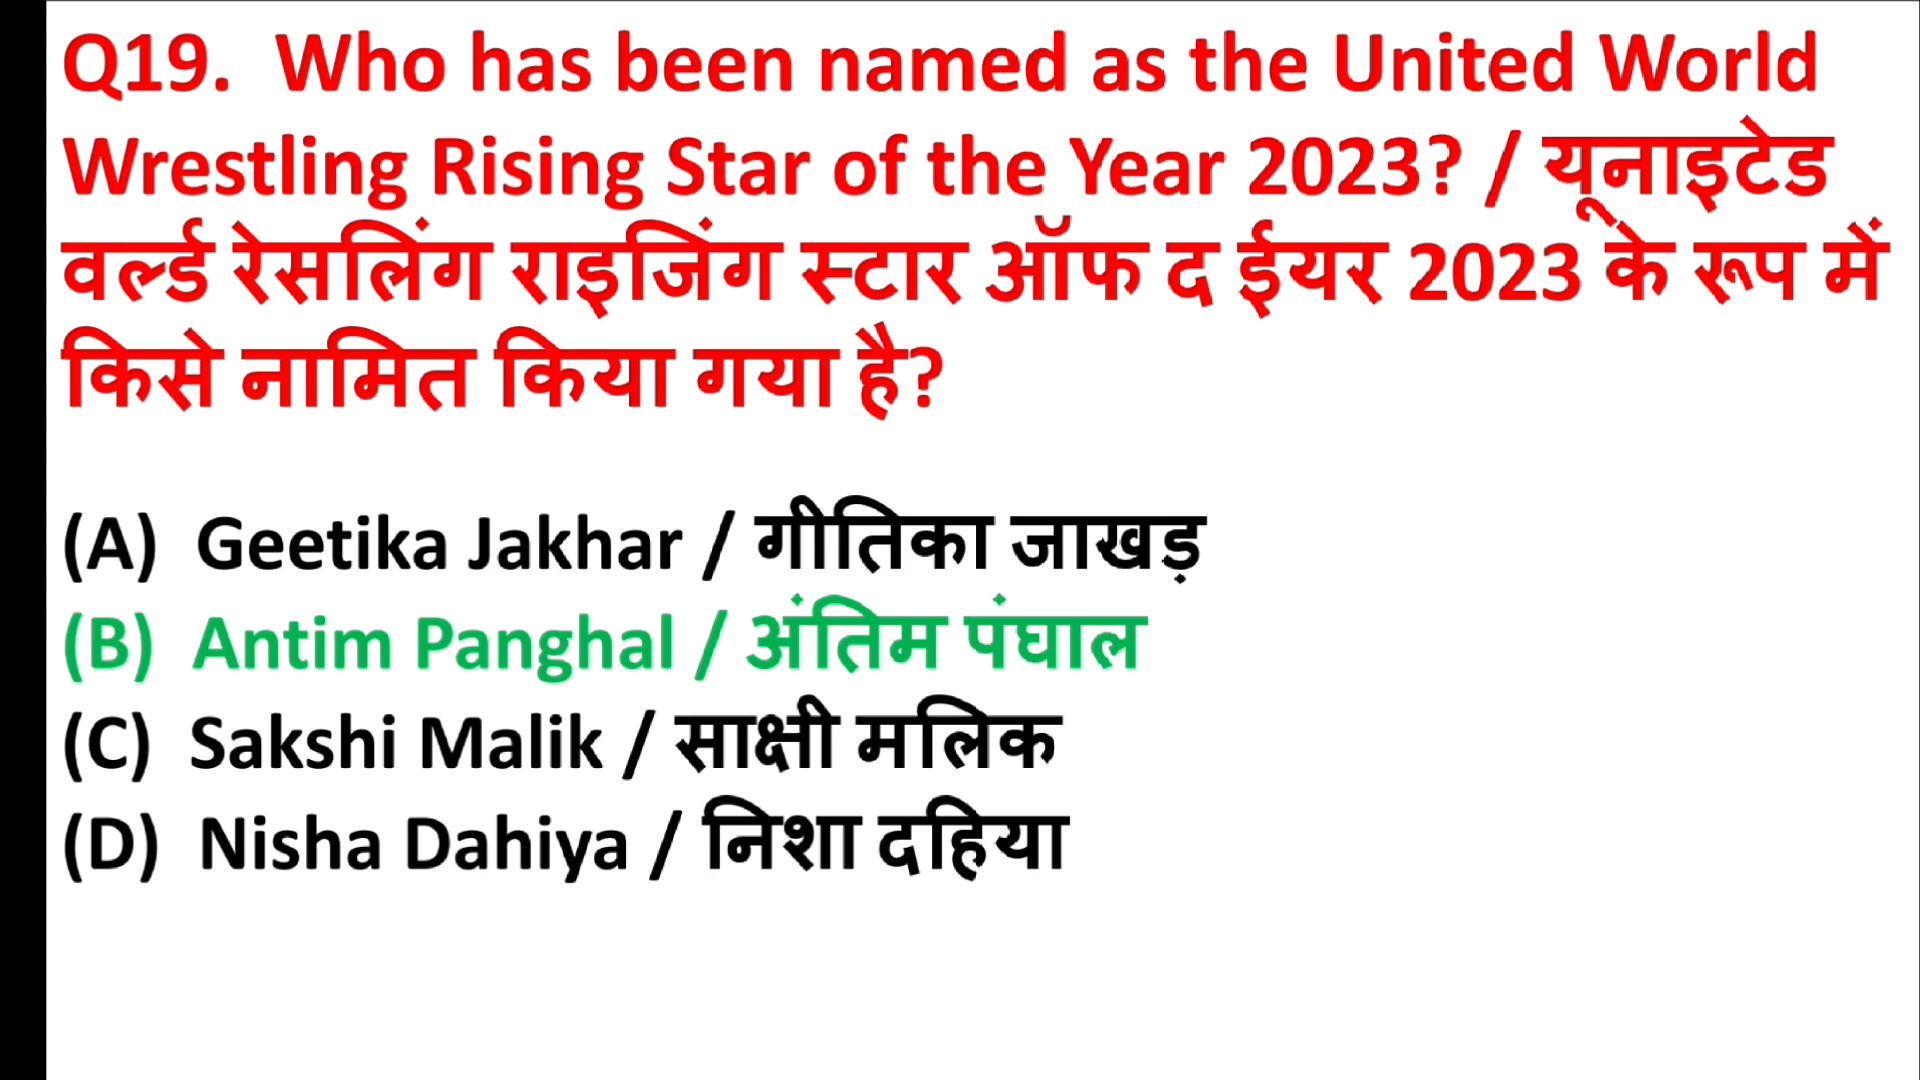 Q19. Who has been named as the United World
Wrestling Rising Star of the Year 2023? / यूनाइटेड
वर्ल्ड रेसलिंग राइजिंग स्टार ऑफ द ईयर 2023 के रूप में
किसे नामित किया गया है?
(A) Geetika Jakhar / गीतिका जाखड़
(B) Antim Panghal / अंतिम पंघाल
(C) Sakshi Malik / साक्षी मलिक
(D) Nisha Dahiya / निशा दहिया